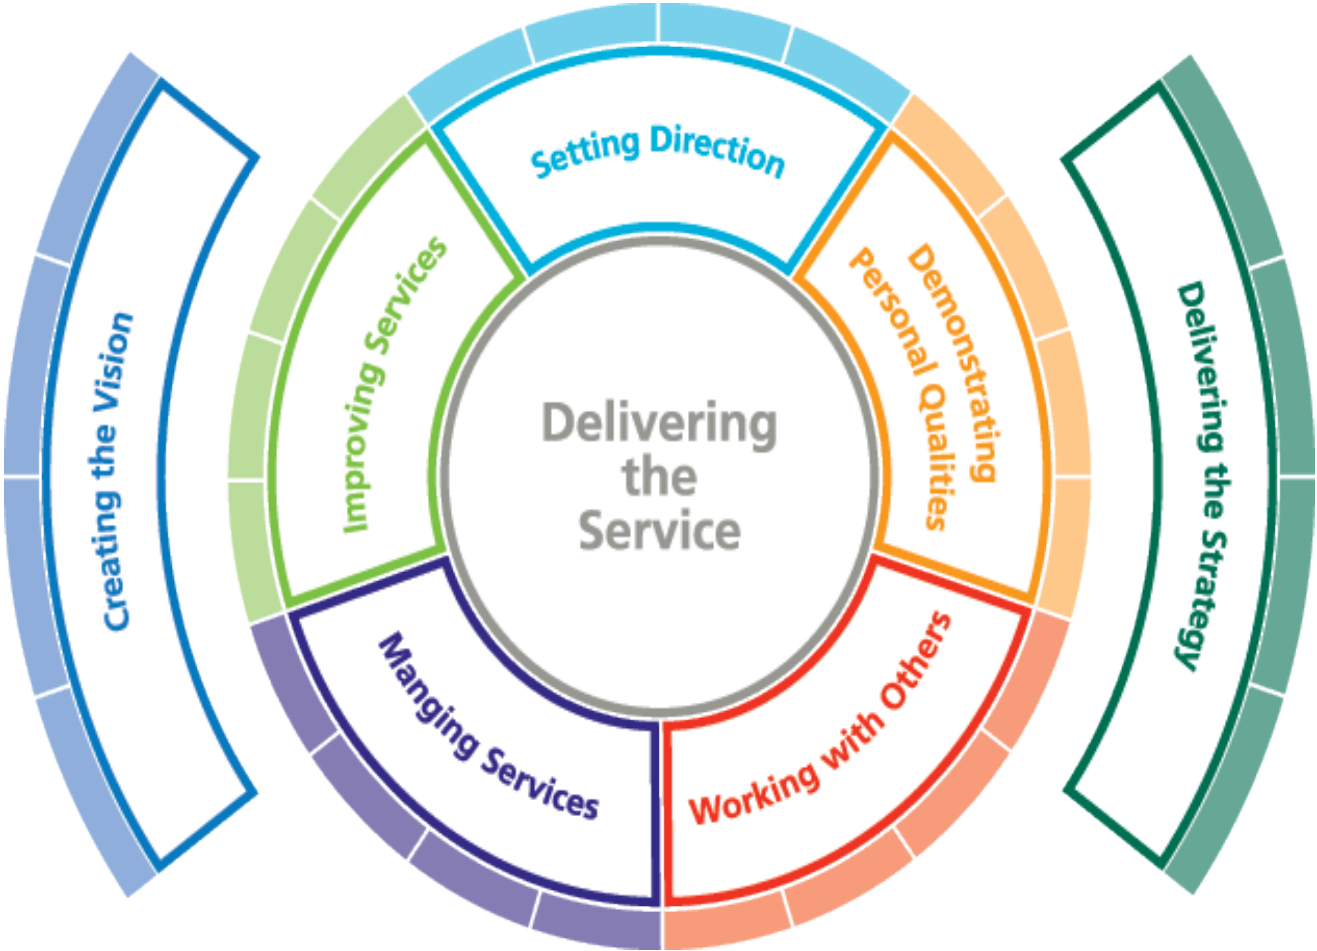 Setting Direction
Demonstrating
Personal Qualities
Working with Others
Manging Services
Improving Services
Delivering
the
Service
Creating the Vision
Delivering the Strategy